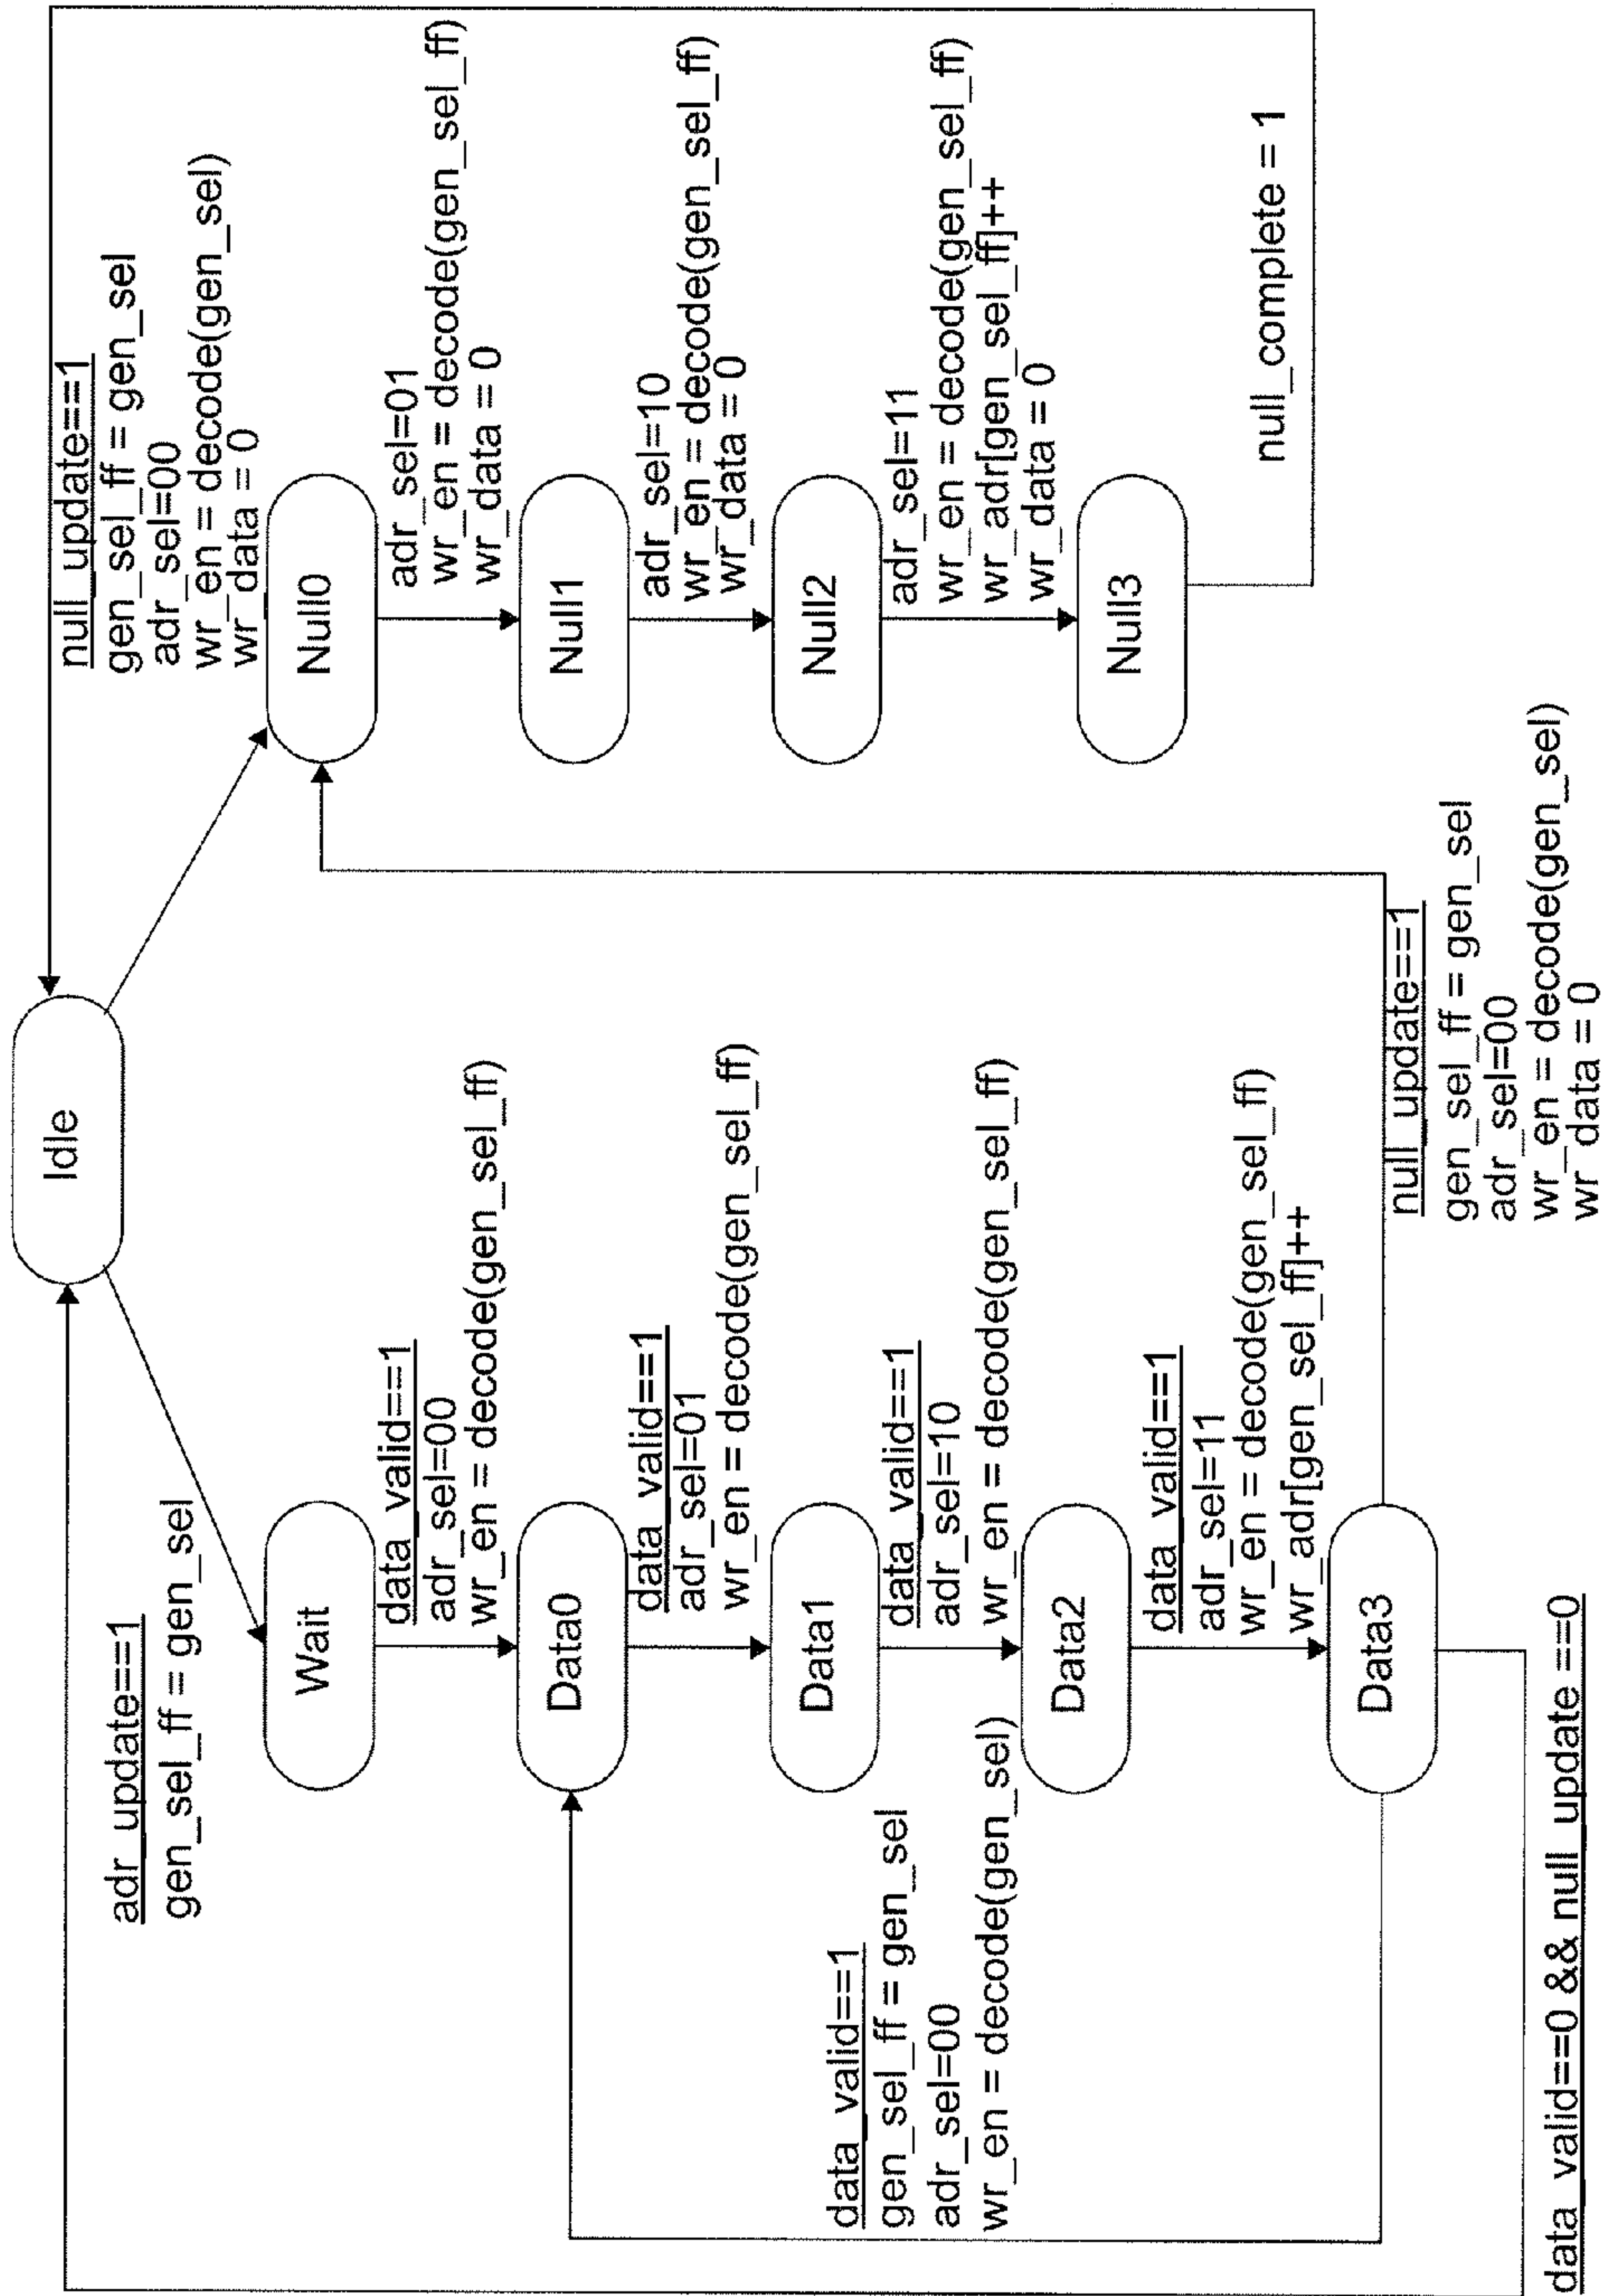 Idle
adr_update==1
gen_sel_ff = gen_sel
null_update==1
gen_sel_ff = gen_sel
adr_sel=00
wr_en = decode(gen_sel)
wr_data = 0
Wait
data_valid==1
adr_sel=00
wr_en = decode(gen_sel_ff)
Data0
data_valid==1
adr_sel=01
wr_en = decode(gen_sel_ff)
Data1
data_valid==1
adr_sel=10
wr_en = decode(gen_sel_ff)
Data2
data_valid==1
adr_sel=11
wr_en = decode(gen_sel_ff)
wr_adr[gen_sel_ff]++
Data3
data_valid==1
gen_sel_ff = gen_sel
adr_sel=00
wr_en = decode(gen_sel)
data_valid==0 && null_update ==0
Null0
adr_sel=01
wr_en = decode(gen_sel_ff)
wr_data = 0
Null1
adr_sel=10
wr_en = decode(gen_sel_ff)
wr_data = 0
Null2
adr_sel=11
wr_en = decode(gen_sel_ff)
wr_adr[gen_sel_ff]++
wr_data = 0
Null3
null_complete = 1
null_update==1
gen_sel_ff = gen_sel
adr_sel=00
wr_en = decode(gen_sel)
wr_data = 0